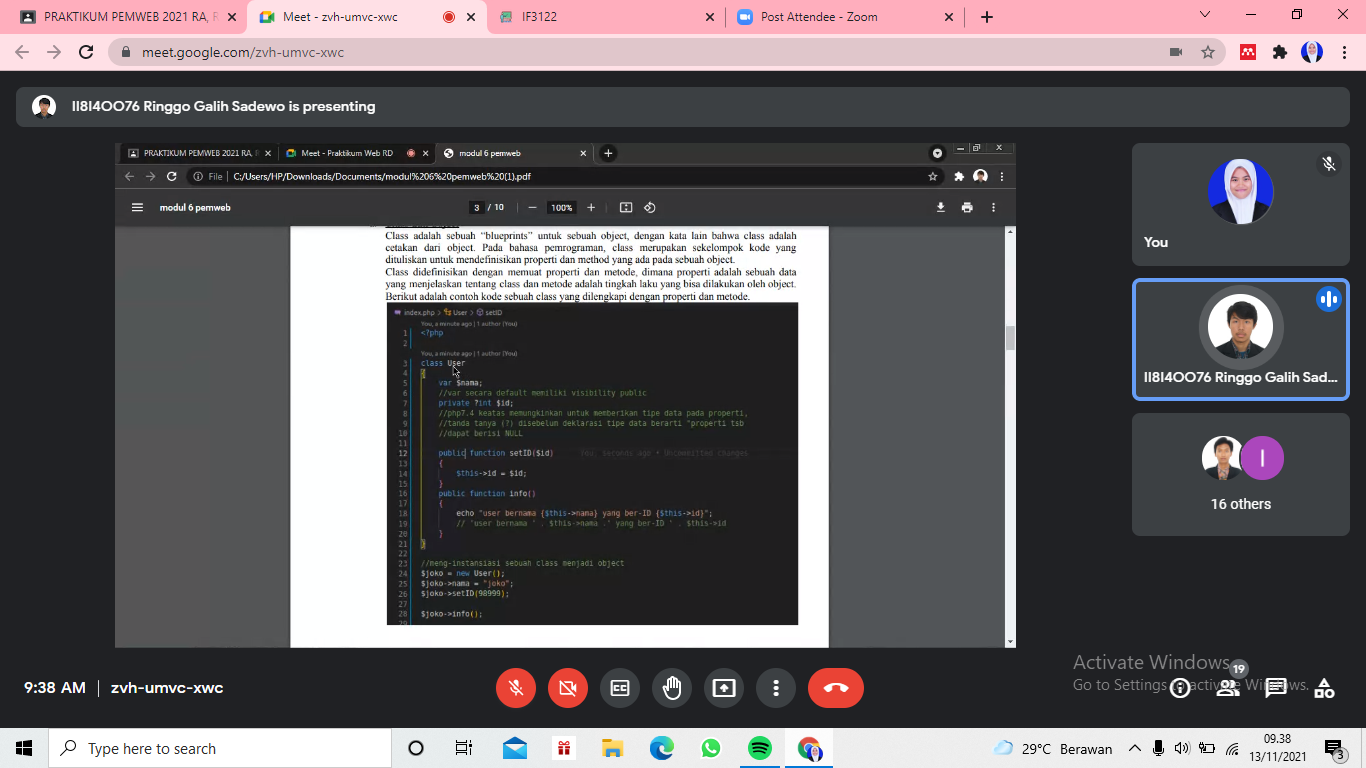 PRAKTIKUM PEMWEB 2021 RA, R
Meet - zvh-umvc-xwc
IF3122
Post Attendee - Zoom
meet.google.com/zvh-umvc-xwc
II8I4OO76 Ringgo Galih Sadewo is presenting
PRAKTIKUM PEMWEB 2021 RA, R
Meet - Praktikum Web RD
modul 6 pemweb
File | C:/Users/HP/Downloads/Documents/modul%206%20pemweb%20(1).pdf
modul 6 pemweb
3 / 10
100%
Class adalah sebuah “blueprints” untuk sebuah object, dengan kata lain bahwa class adalah
cetakan dari object. Pada bahasa pemrograman, class merupakan sekelompok kode yang
dituliskan untuk mendefinisikan properti dan method yang ada pada sebuah object.
Class didefinisikan dengan memuat properti dan metode, dimana properti adalah sebuah data
yang menjelaskan tentang class dan metode adalah tingkah laku yang bisa dilakukan oleh object.
Berikut adalah contoh kode sebuah class yang dilengkapi dengan properti dan metode.
index.php > User > setID
You, a minute ago | 1 author (You)
1 <?php
2
You, a minute ago | 1 author (You)
3 class User
4 {
5 var $nama;
6 //var secara default memiliki visibility public
7 private ?int $id;
8 //php7.4 keatas memungkinkan untuk memberikan tipe data pada properti,
9 //tanda tanya (?) disebelum deklarasi tipe data berarti "properti tsb
10 //dapat berisi NULL
11
12 public function setID($id) You, Seconds ago • Uncommitted changes
13 {
14 $this->id = $id;
15 }
16 public function info()
17 {
18 echo "user bernama {$this->nama} yang ber-ID {$this->id}";
19 // 'user bernama ' . $this->nama .' yang ber-ID ' . $this->id
20 }
21 }
22
23 //meng-instansiasi sebuah class menjadi object
24 $joko = new User();
25 $joko->nama = "joko";
26 $joko->setID(98999);
27
28 $joko->info();
29
You
II8I4OO76 Ringgo Galih Sad...
I
16 others
Activate Windows
Go to Settings to activate Windows.
9:38 AM | zvh-umvc-xwc
19
Type here to search
29°C Berawan
09.38
13/11/2021
3